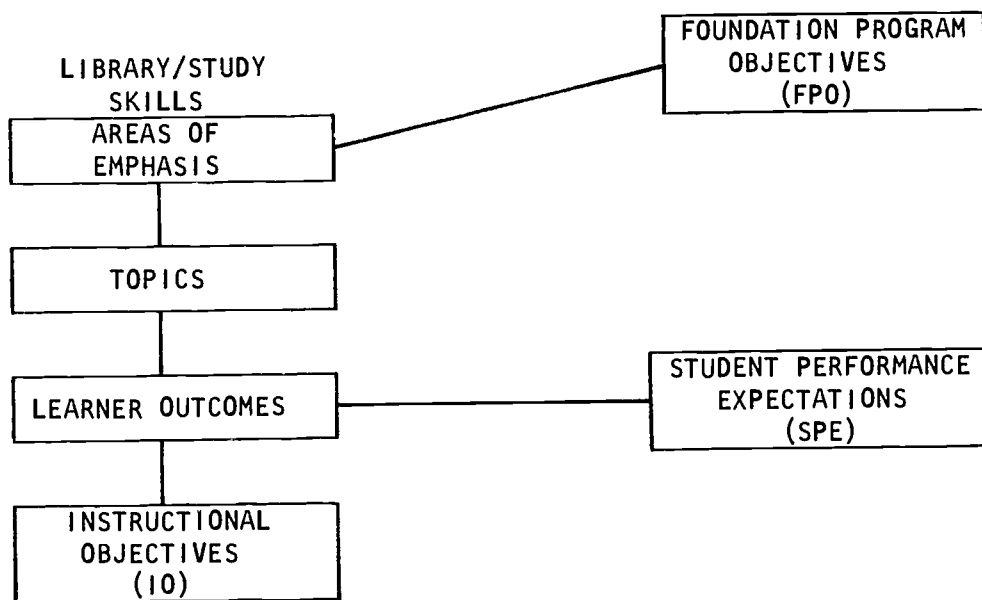 LIBRARY/STUDY
SKILLS
AREAS OF
EMPHASIS
FOUNDATION PROGRAM
OBJECTIVES
(FPO)
TOPICS
LEARNER OUTCOMES
STUDENT PERFORMANCE
EXPECTATIONS
(SPE)
INSTRUCTIONAL
OBJECTIVES
(IO)